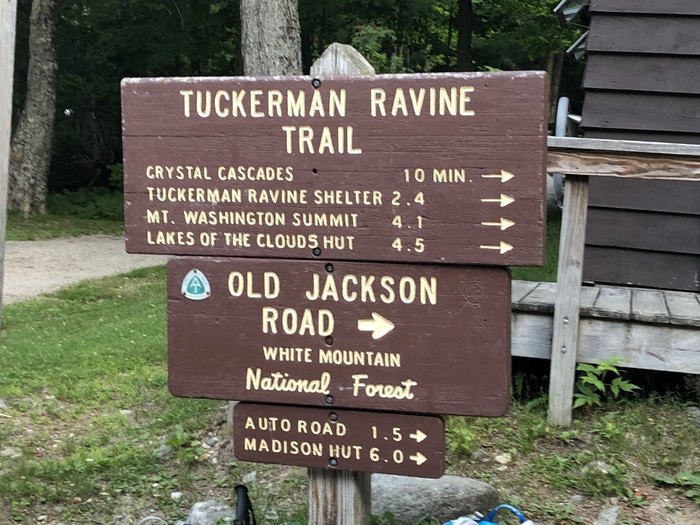 TUCKERMAN RAVINE
TRAIL
CRYSTAL CASCADES 10 MIN. →
TUCKERMAN RAVINE SHELTER 2.4 →
MT. WASHINGTON SUMMIT 4.1 →
LAKES OF THE CLOUDS HUT 4.5 →
OLD JACKSON
ROAD →
WHITE MOUNTAIN
National Forest
AUTO ROAD 1.5 →
MADISON HUT 6.0 →